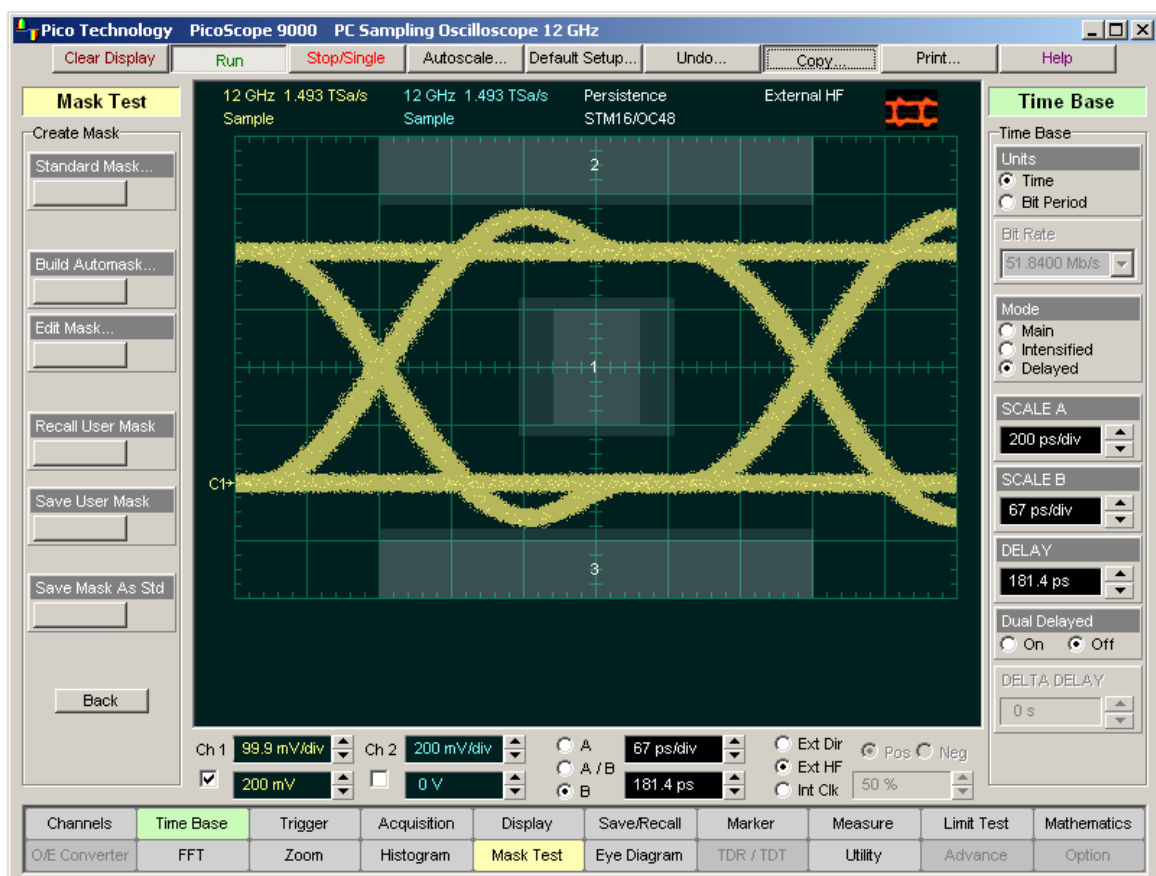 Pico Technology PicoScope 9000 PC Sampling Oscilloscope 12 GHz
Clear Display Run Stop/Single Autoscale... Default Setup... Undo... Copy... Print... Help
Mask Test
Create Mask
Standard Mask...
Build Automask...
Edit Mask...
Recall User Mask
Save User Mask
Save Mask As Std
Back
12 GHz 1.493 TSa/s 12 GHz 1.493 TSa/s Persistence External HF
Sample Sample STM16/OC48
2
1
C1
3
Time Base
Time Base
Units
Time
Bit Period
Bit Rate
51.8400 Mb/s
Mode
Main
Intensified
Delayed
SCALE A
200 ps/div
SCALE B
67 ps/div
DELAY
181.4 ps
Dual Delayed
On Off
DELTA DELAY
0 s
Ch 1 99.9 mV/div Ch 2 200 mV/div A 67 ps/div Ext Dir Pos Neg
A / B Ext HF
200 mV 0 V B 181.4 ps Int Clk 50 %
Channels Time Base Trigger Acquisition Display Save/Recall Marker Measure Limit Test Mathematics
O/E Converter FFT Zoom Histogram Mask Test Eye Diagram TDR / TDT Utility Advance Option